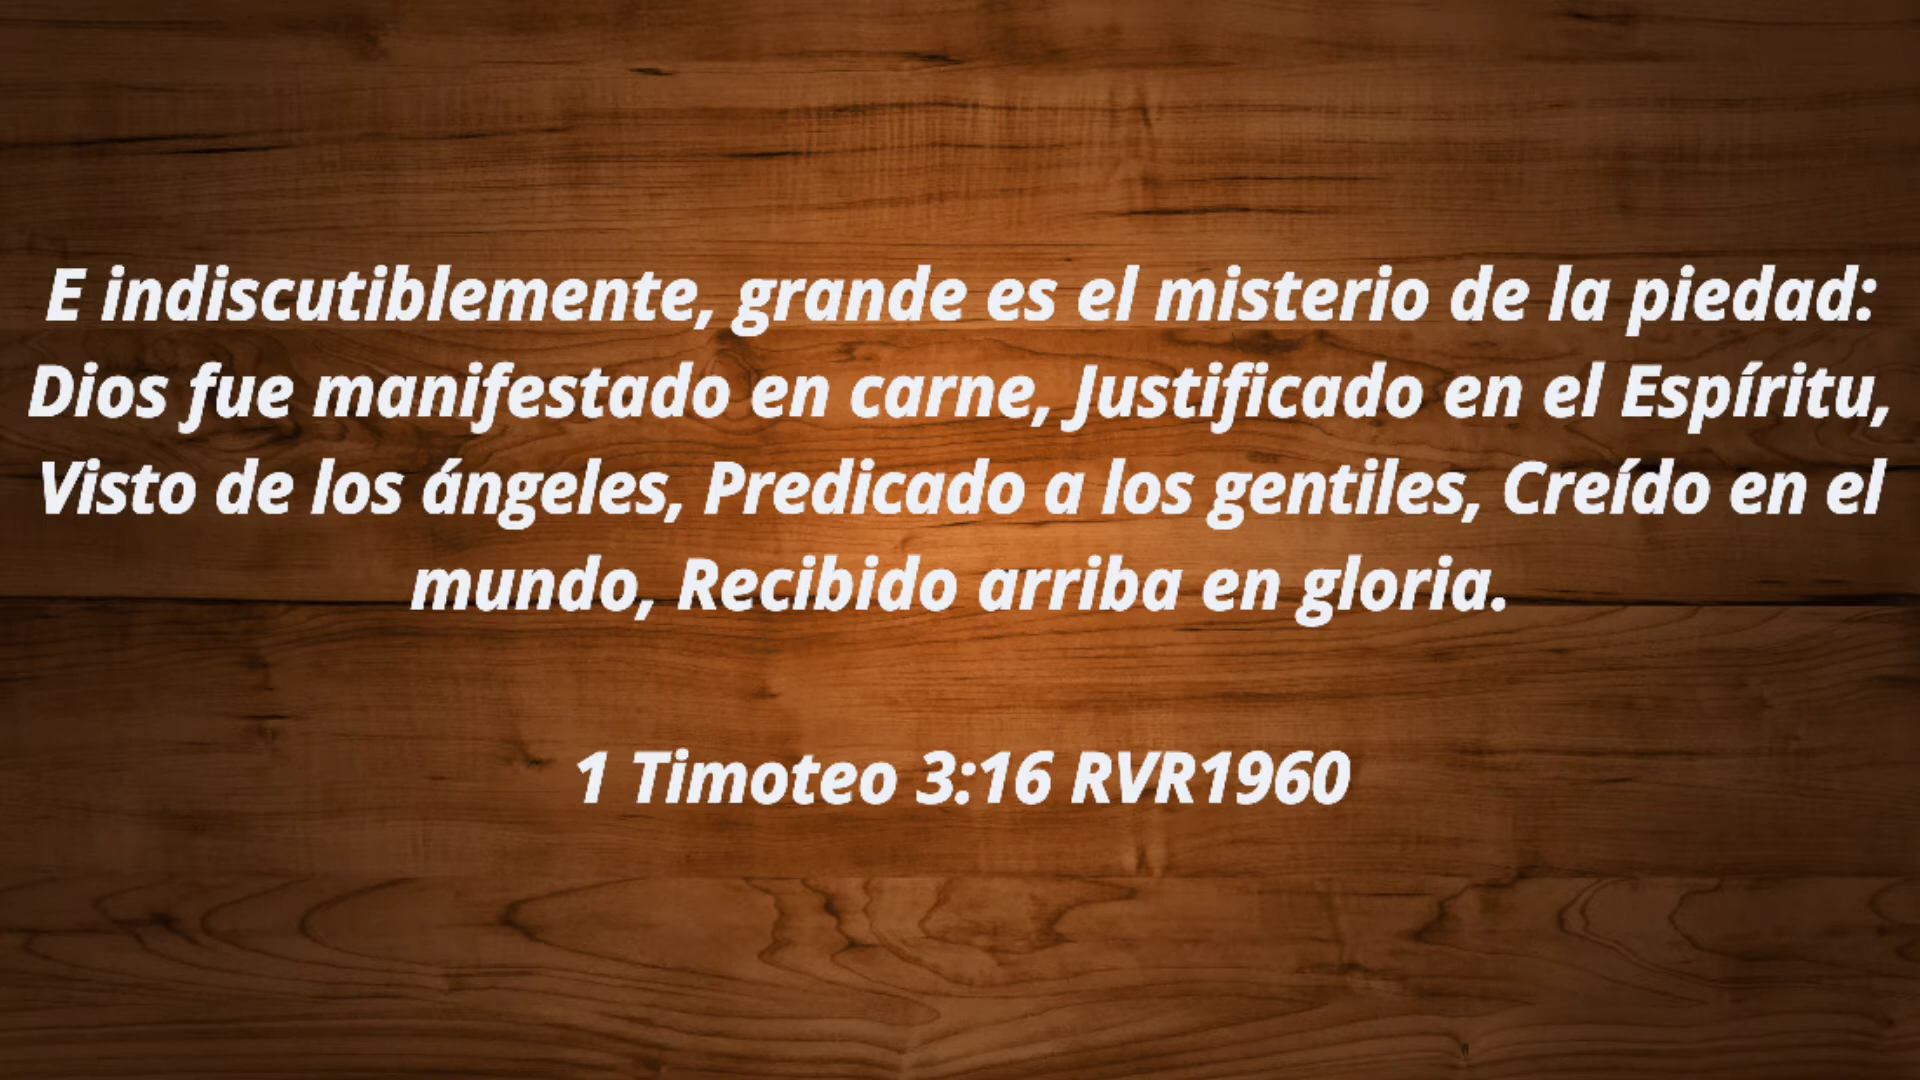 E indiscutiblemente, grande es el misterio de la piedad:
Dios fue manifestado en carne, Justificado en el Espíritu,
Visto de los ángeles, Predicado a los gentiles, Creído en el
mundo, Recibido arriba en gloria.
1 Timoteo 3:16 RVR1960